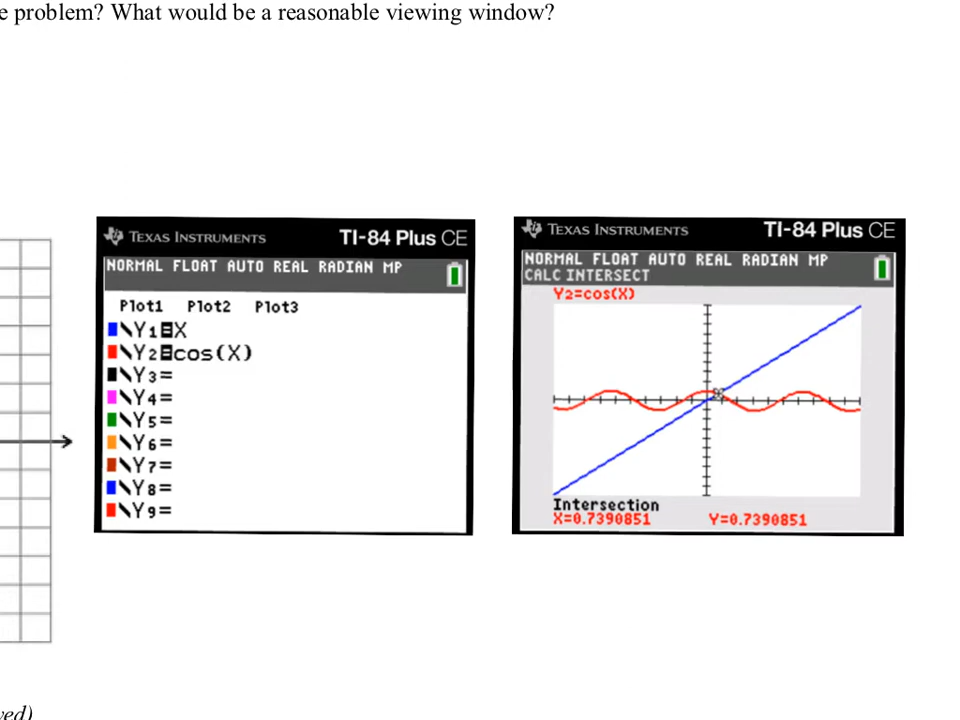 e problem? What would be a reasonable viewing window?
TEXAS INSTRUMENTS TI-84 Plus CE
NORMAL FLOAT AUTO REAL RADIAN MP
Plot1 Plot2 Plot3
\Y1=X
\Y2=cos(X)
\Y3=
\Y4=
\Y5=
\Y6=
\Y7=
\Y8=
\Y9=
TEXAS INSTRUMENTS TI-84 Plus CE
NORMAL FLOAT AUTO REAL RADIAN MP
CALC INTERSECT
Y2=cos(X)
Intersection
X=0.7390851 Y=0.7390851
ved)